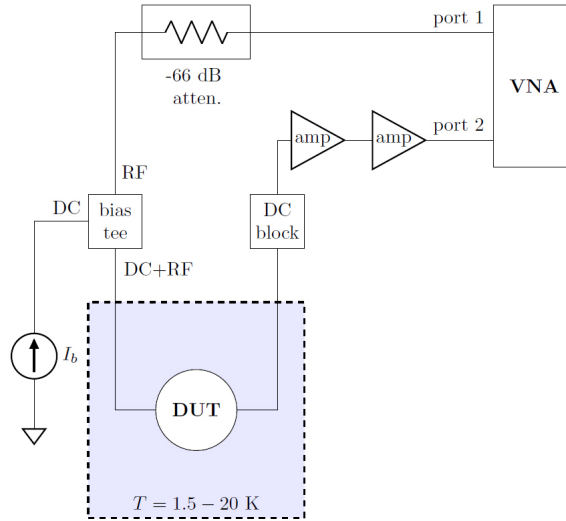 port 1
-66 dB
atten.
VNA
amp
amp
port 2
RF
DC
bias
tee
DC
block
DC+RF
I_b
DUT
T = 1.5 − 20 K